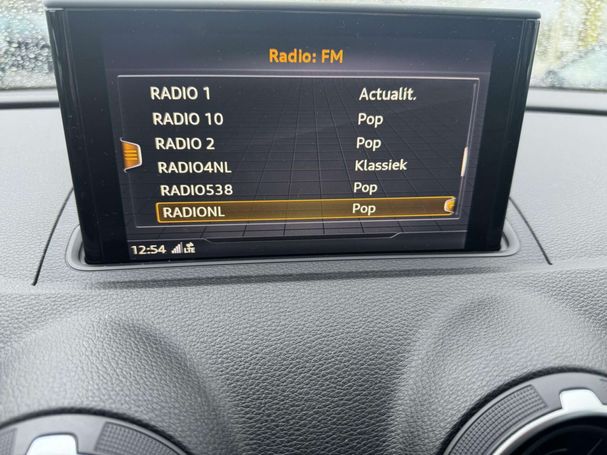 Radio: FM
RADIO 1 Actualit.
RADIO 10 Pop
RADIO 2 Pop
RADIO4NL Klassiek
RADIO538 Pop
RADIONL Pop
12:54 LTE